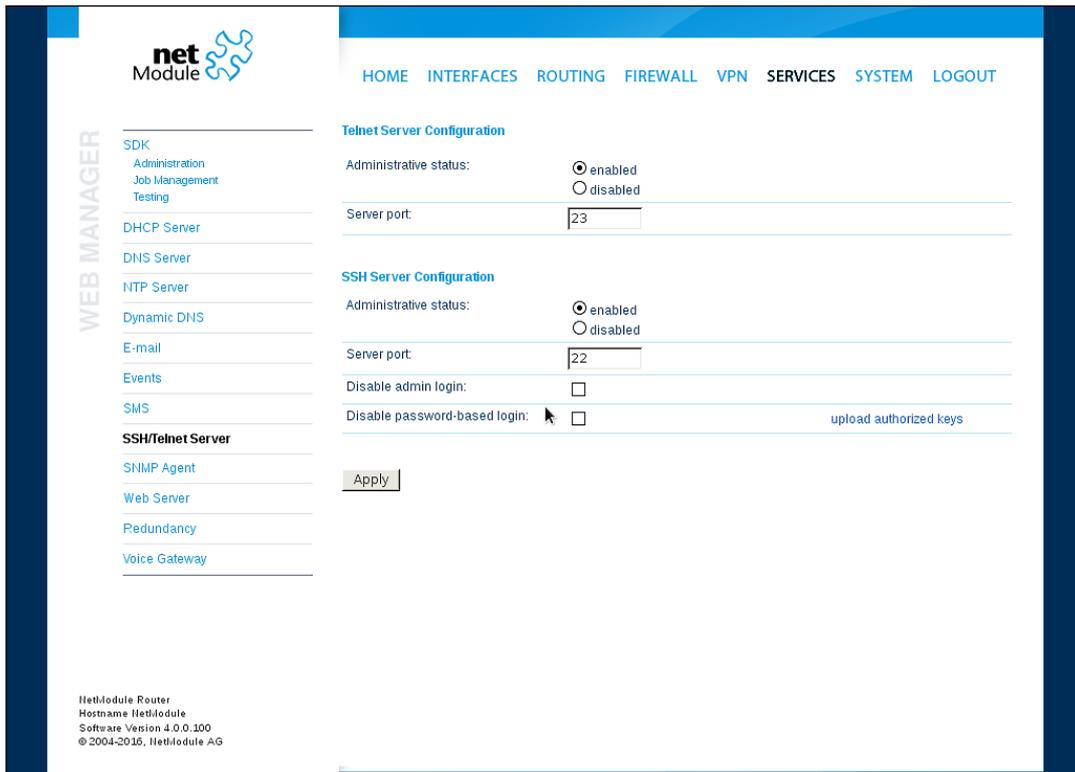 net
Module
HOME INTERFACES ROUTING FIREWALL VPN SERVICES SYSTEM LOGOUT
WEB MANAGER
SDK
Administration
Job Management
Testing
DHCP Server
DNS Server
NTP Server
Dynamic DNS
E-mail
Events
SMS
SSH/Telnet Server
SNMP Agent
Web Server
Redundancy
Voice Gateway
Telnet Server Configuration
Administrative status:
enabled
disabled
Server port: 23
SSH Server Configuration
Administrative status:
enabled
disabled
Server port: 22
Disable admin login:
Disable password-based login: upload authorized keys
Apply
NetModule Router
Hostname NetModule
Software Version 4.0.0.100
© 2004-2016, NetModule AG